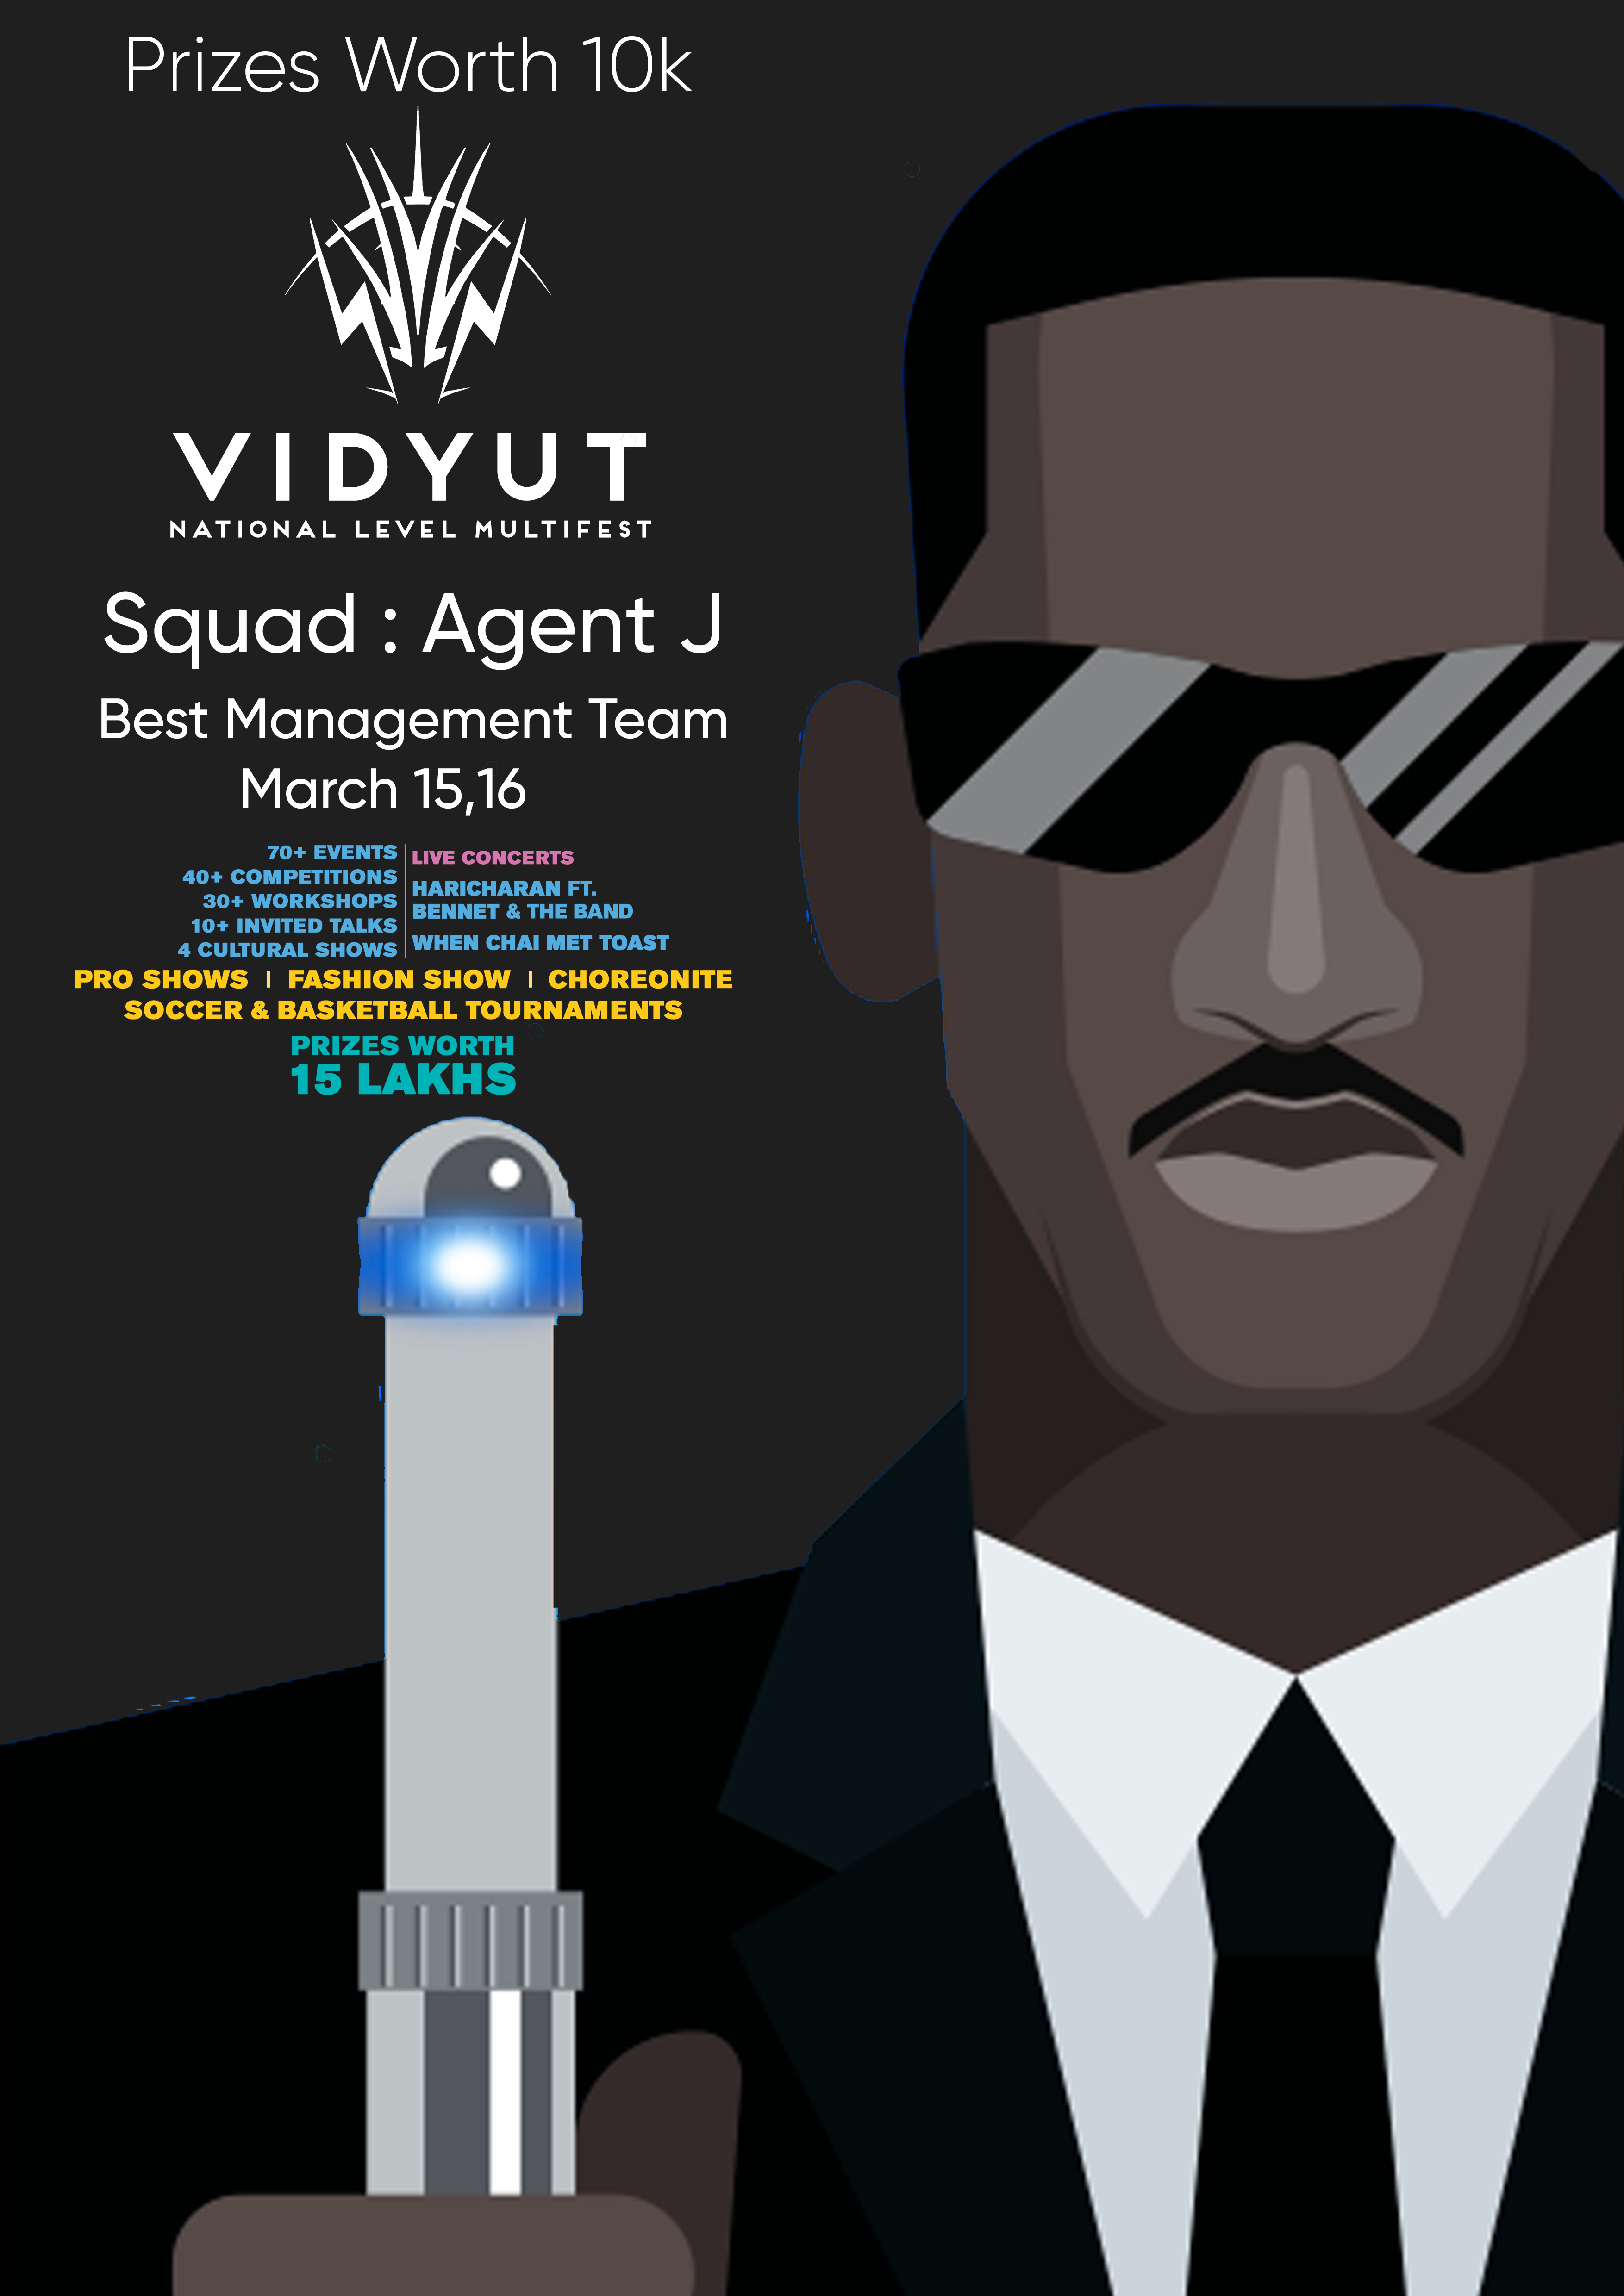 Prizes Worth 10k
VIDYUT
NATIONAL LEVEL MULTIFEST
Squad : Agent J
Best Management Team
March 15,16
70+ EVENTS
40+ COMPETITIONS
30+ WORKSHOPS
10+ INVITED TALKS
4 CULTURAL SHOWS
LIVE CONCERTS
HARICHARAN FT.
BENNET & THE BAND
WHEN CHAI MET TOAST
PRO SHOWS | FASHION SHOW | CHOREONITE
SOCCER & BASKETBALL TOURNAMENTS
PRIZES WORTH
15 LAKHS